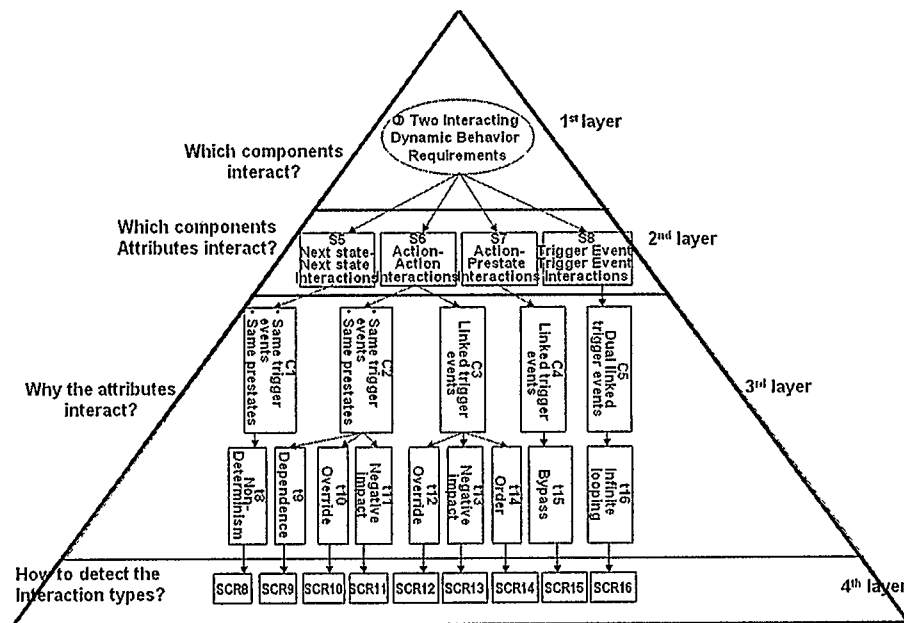 1st layer
Φ Two Interacting
Dynamic Behavior
Requirements
Which components
interact?
Which components
Attributes interact?
2nd layer
S5
Next state-
Next state
Interactions
S6
Action-
Action
Interactions
S7
Action-
Prestate
Interactions
S8
Trigger Event
Trigger Event
Interactions
Why the attributes
interact?
3rd layer
C1
• Same trigger
events
• Same prestates
C2
• Same trigger
events
• Same prestates
C3
Linked trigger
events
C4
Linked trigger
events
C5
Dual linked
trigger events
t8
Non-
Determinism
t9
Dependence
t10
Override
t11
Negative
impact
t12
Override
t13
Negative
impact
t14
Order
t15
Bypass
t16
Infinite
looping
How to detect the
Interaction types?
4th layer
SCR8
SCR9
SCR10
SCR11
SCR12
SCR13
SCR14
SCR15
SCR16